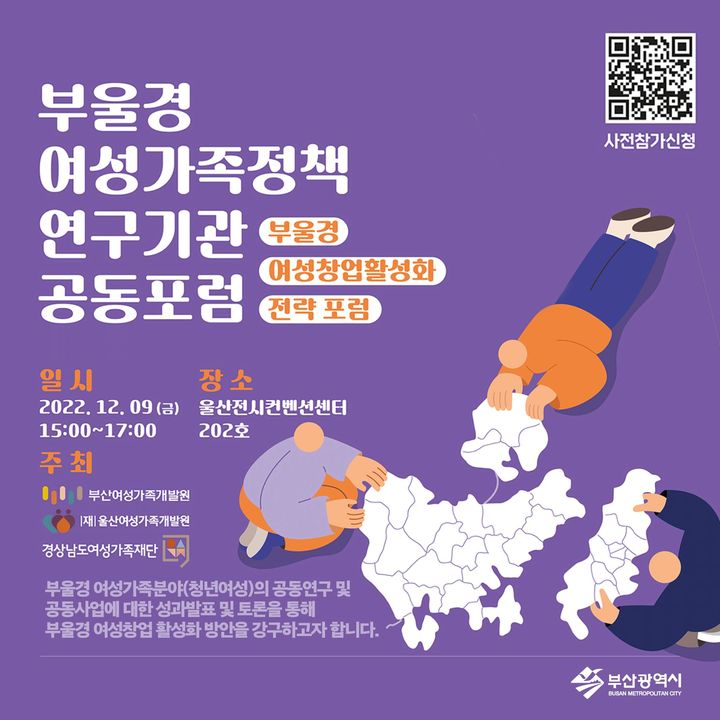 사전참가신청
부울경
여성가족정책
연구기관
공동포럼
부울경
여성창업활성화
전략 포럼
일 시
2022. 12. 09 (금)
15:00~17:00
장 소
울산전시컨벤션센터
202호
주 최
부산여성가족개발원
|재| 울산여성가족개발원
경상남도여성가족재단
부울경 여성가족분야(청년여성)의 공동연구 및
공동사업에 대한 성과발표 및 토론을 통해
부울경 여성창업 활성화 방안을 강구하고자 합니다.
부산광역시
BUSAN METROPOLITAN CITY